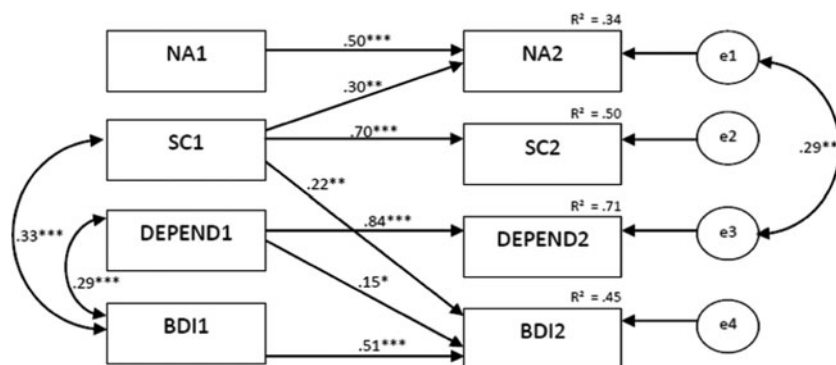 R² = .34
NA1 .50*** NA2 e1
.30**
R² = .50
SC1 .70*** SC2 e2
.29**
.22**
R² = .71
.33*** DEPEND1 .84*** DEPEND2 e3
.29*** .15*
R² = .45
BDI1 .51*** BDI2 e4